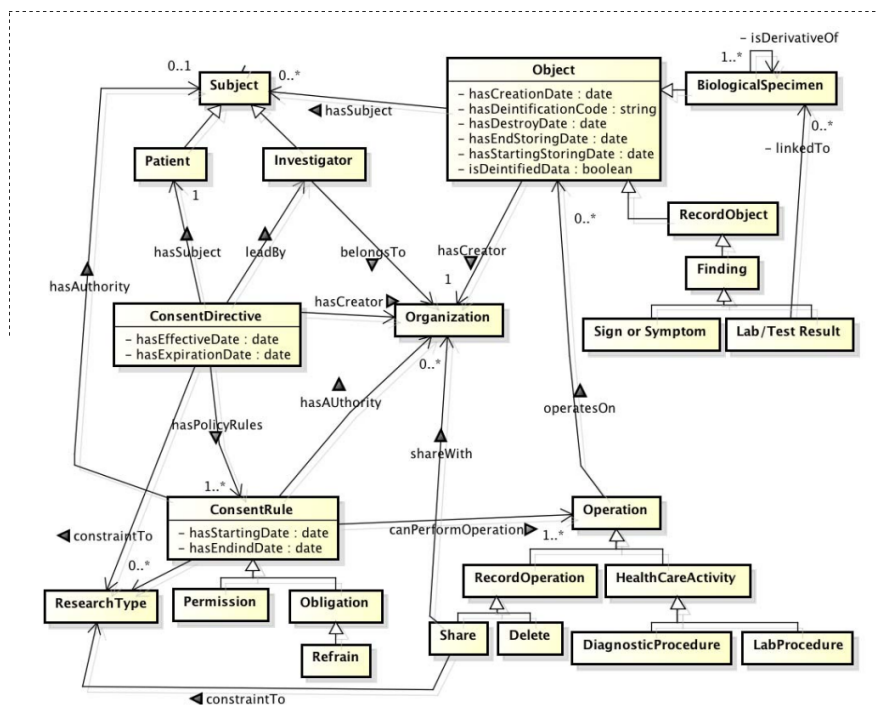 - isDerivativeOf
0..1
0..*
1..*
Subject
Object
- hasCreationDate : date
- hasDeintificationCode : string
- hasDestroyDate : date
- hasEndStoringDate : date
- hasStartingStoringDate : date
- isDeintifiedData : boolean
BiologicalSpecimen
hasSubject
0..*
- linkedTo
Patient
Investigator
1
0..*
RecordObject
hasSubject
leadBy
belongsTo
hasCreator
Finding
hasAuthority
1
hasCreator
ConsentDirective
- hasEffectiveDate : date
- hasExpirationDate : date
Organization
Sign or Symptom
Lab/Test Result
0..*
hasAUthority
operatesOn
hasPolicyRules
shareWith
1..*
ConsentRule
- hasStartingDate : date
- hasEndindDate : date
Operation
canPerformOperation
1..*
constraintTo
0..*
RecordOperation
HealthCareActivity
ResearchType
Permission
Obligation
Share
Delete
DiagnosticProcedure
LabProcedure
Refrain
constraintTo